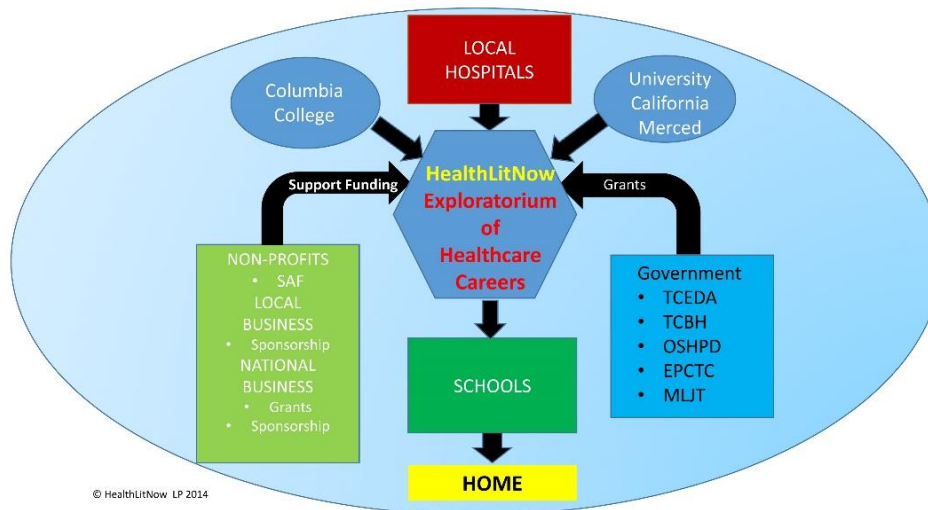 LOCAL
HOSPITALS
Columbia
College
University
California
Merced
HealthLitNow
Exploratorium
of
Healthcare
Careers
Support Funding
Grants
NON-PROFITS
• SAF
LOCAL
BUSINESS
• Sponsorship
NATIONAL
BUSINESS
• Grants
• Sponsorship
Government
• TCEDA
• TCBH
• OSHPD
• EPCTC
• MLJT
SCHOOLS
HOME
© HealthLitNow LP 2014